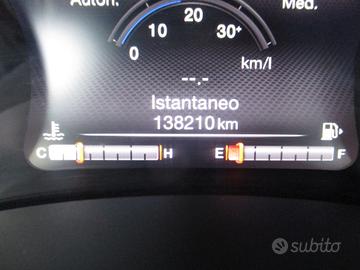 Auton. Med.
0 10 20 30+
km/l
--.-
Istantaneo
138210 km
C H E F
subito